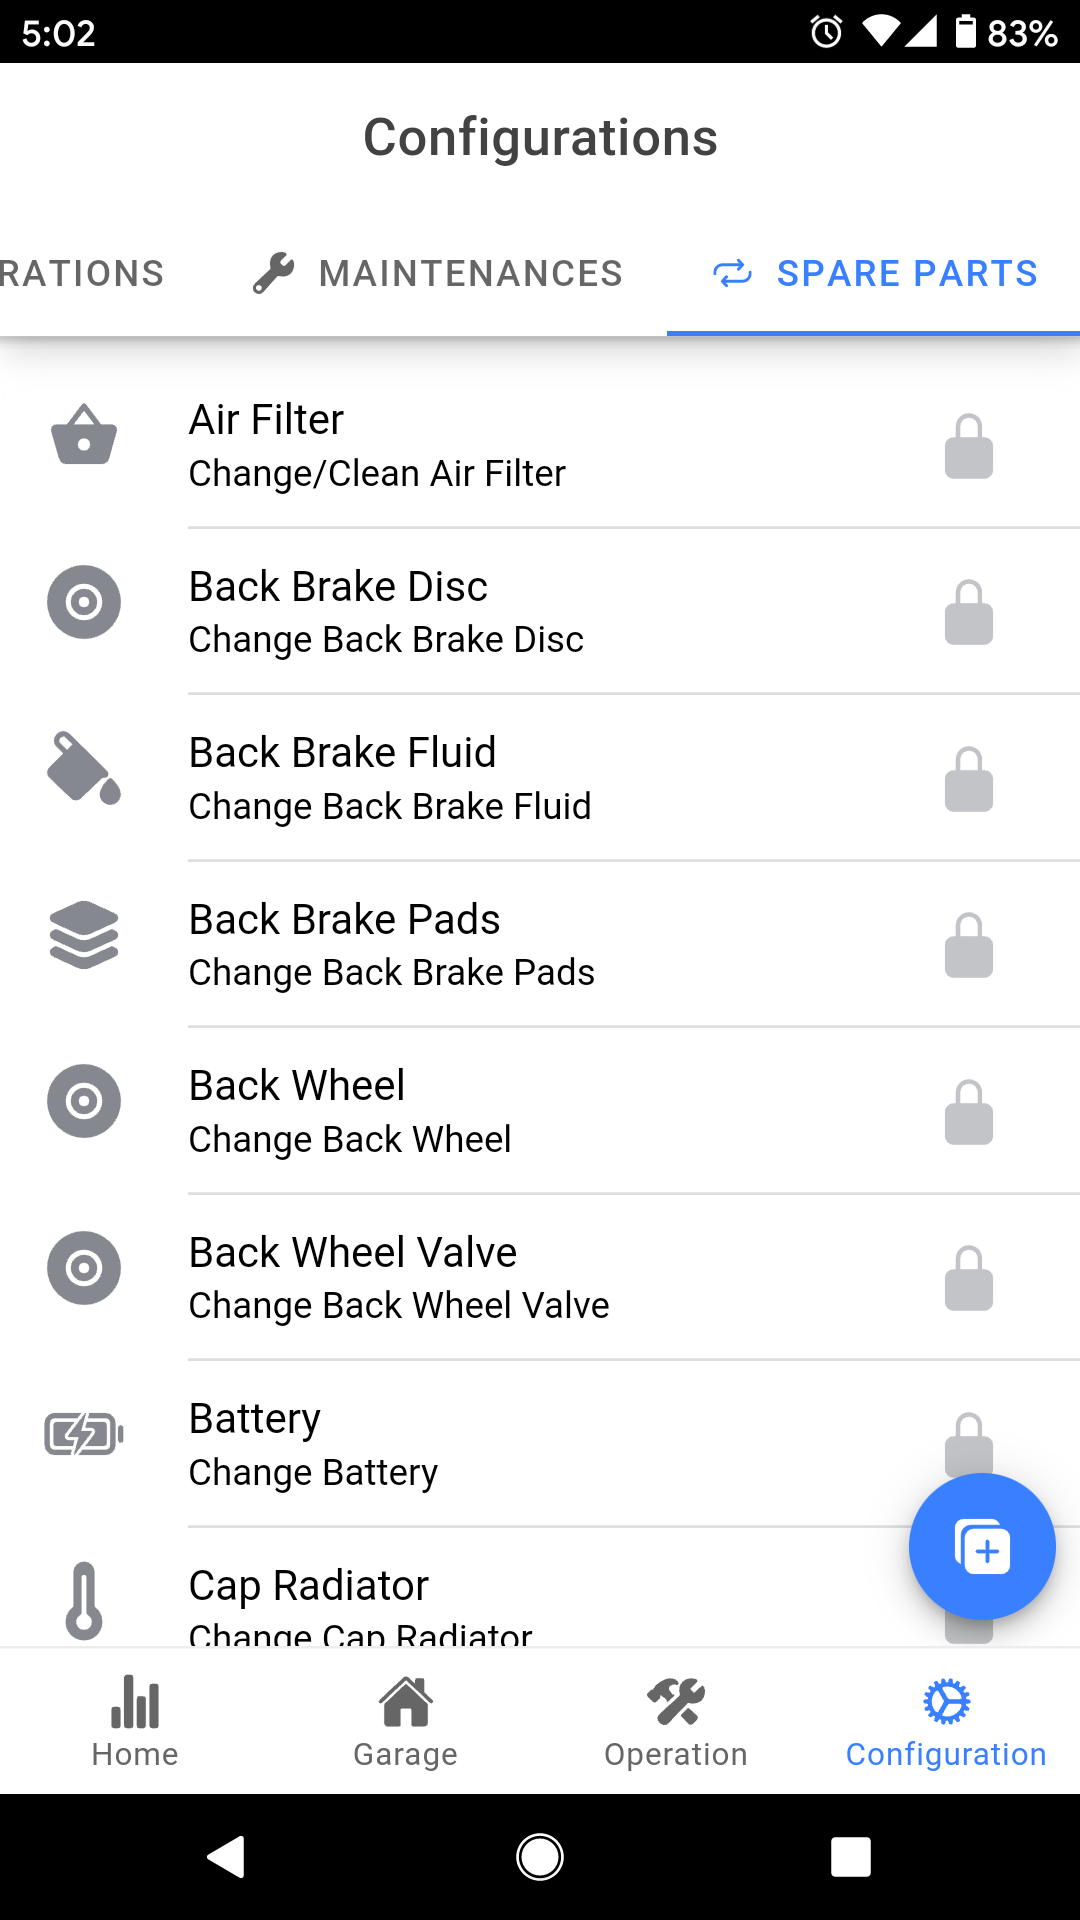 5:02
83%
Configurations
RATIONS
MAINTENANCES
SPARE PARTS
Air Filter
Change/Clean Air Filter
Back Brake Disc
Change Back Brake Disc
Back Brake Fluid
Change Back Brake Fluid
Back Brake Pads
Change Back Brake Pads
Back Wheel
Change Back Wheel
Back Wheel Valve
Change Back Wheel Valve
Battery
Change Battery
Cap Radiator
Change Cap Radiator
Home
Garage
Operation
Configuration